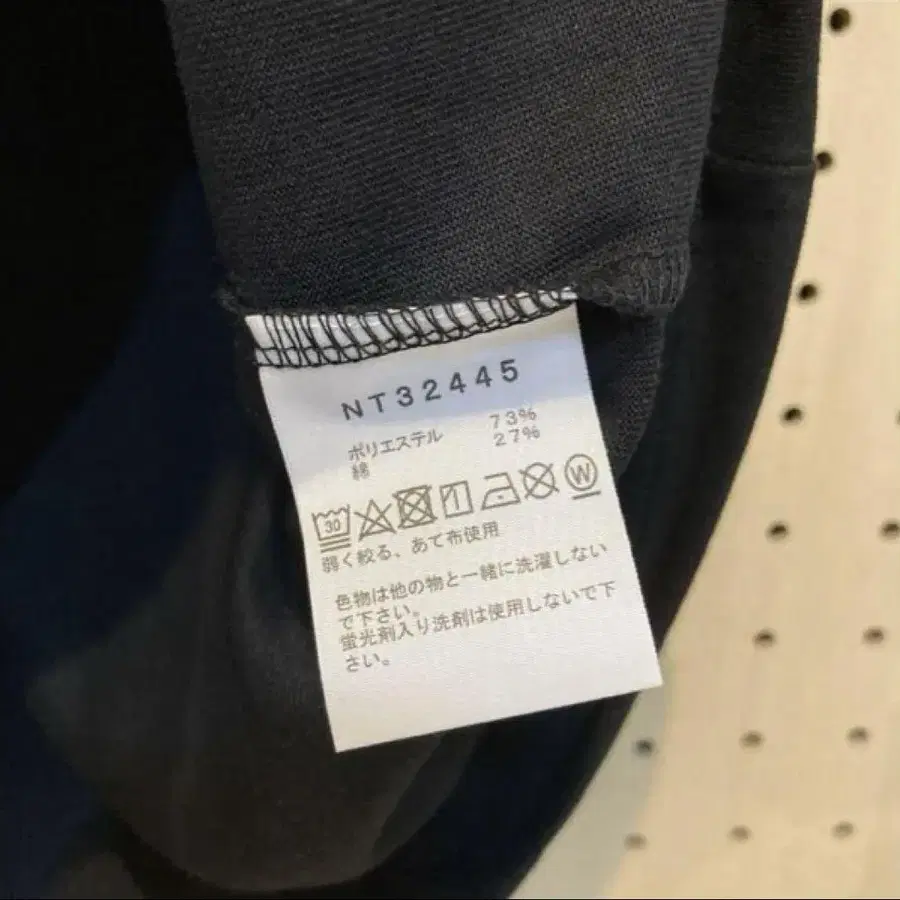 NT32445
ポリエステル 73%
綿 27%
30 W
弱く絞る、あて布使用
色物は他の物と一緒に洗濯しない
で下さい。
蛍光剤入り洗剤は使用しないで下
さい。